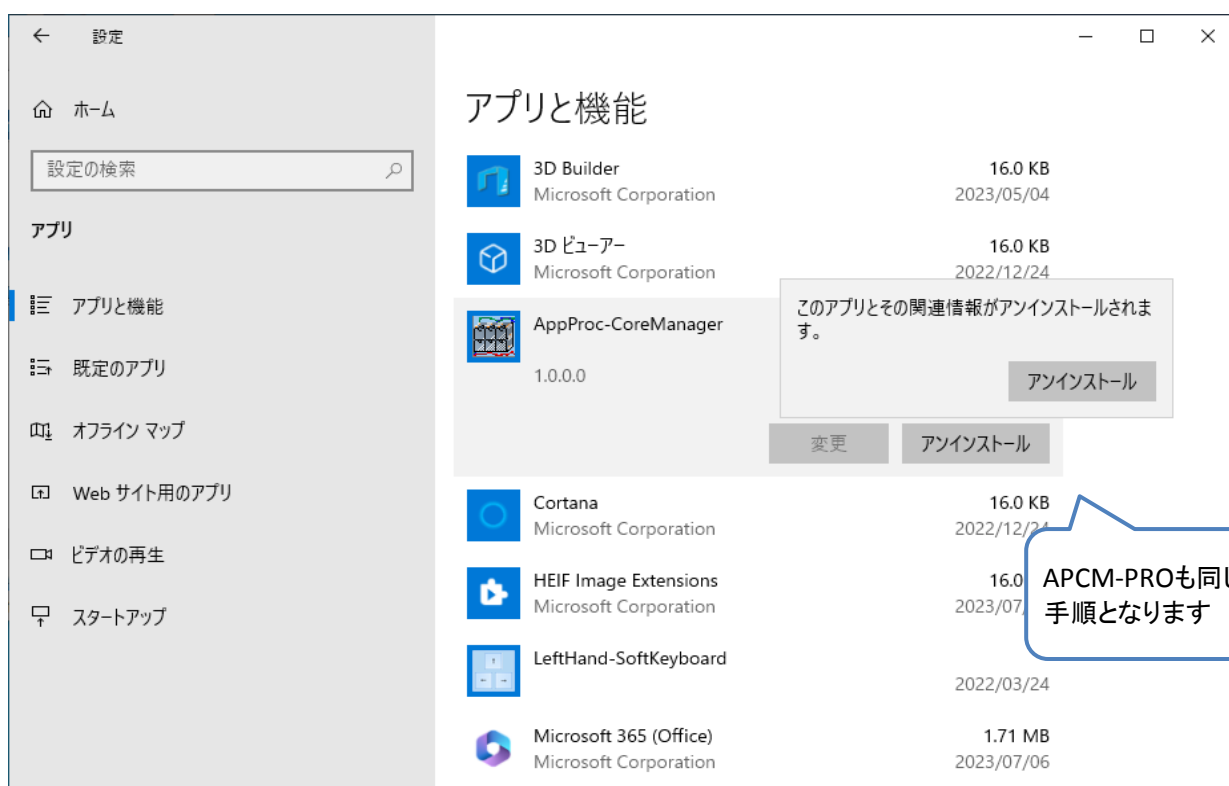 設定
ホーム
設定の検索
アプリ
アプリと機能
既定のアプリ
オフライン マップ
Web サイト用のアプリ
ビデオの再生
スタートアップ
アプリと機能
3D Builder
16.0 KB
Microsoft Corporation
2023/05/04
3D ビューアー
16.0 KB
Microsoft Corporation
2022/12/24
AppProc-CoreManager
1.0.0.0
このアプリとその関連情報がアンインストールされま
す。
アンインストール
変更
アンインストール
Cortana
16.0 KB
Microsoft Corporation
2022/12/24
HEIF Image Extensions
16.0
Microsoft Corporation
2023/07/
APCM-PROも同じ
手順となります
LeftHand-SoftKeyboard
2022/03/24
Microsoft 365 (Office)
1.71 MB
Microsoft Corporation
2023/07/06